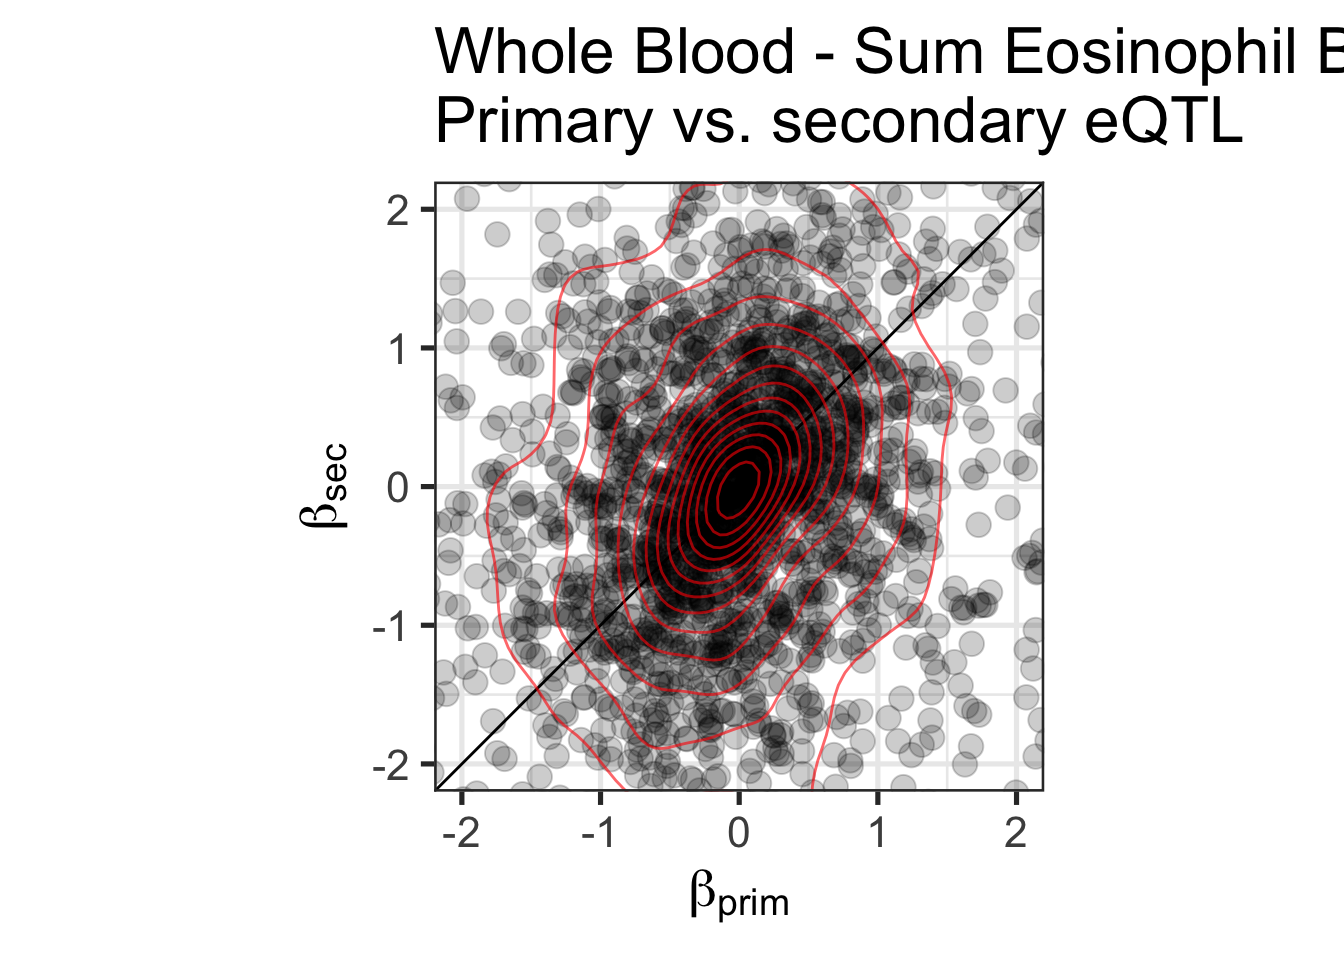 Whole Blood - Sum Eosinophil B
Primary vs. secondary eQTL
2
1
0
-1
-2
βsec
-2 -1 0 1 2
βprim